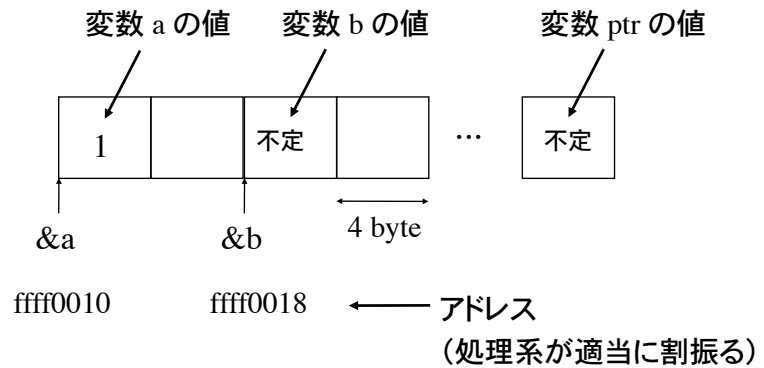 変数 a の値 変数 b の値 変数 ptr の値
1 不定 … 不定
&a &b 4 byte
ffff0010 ffff0018 アドレス
（処理系が適当に割振る）